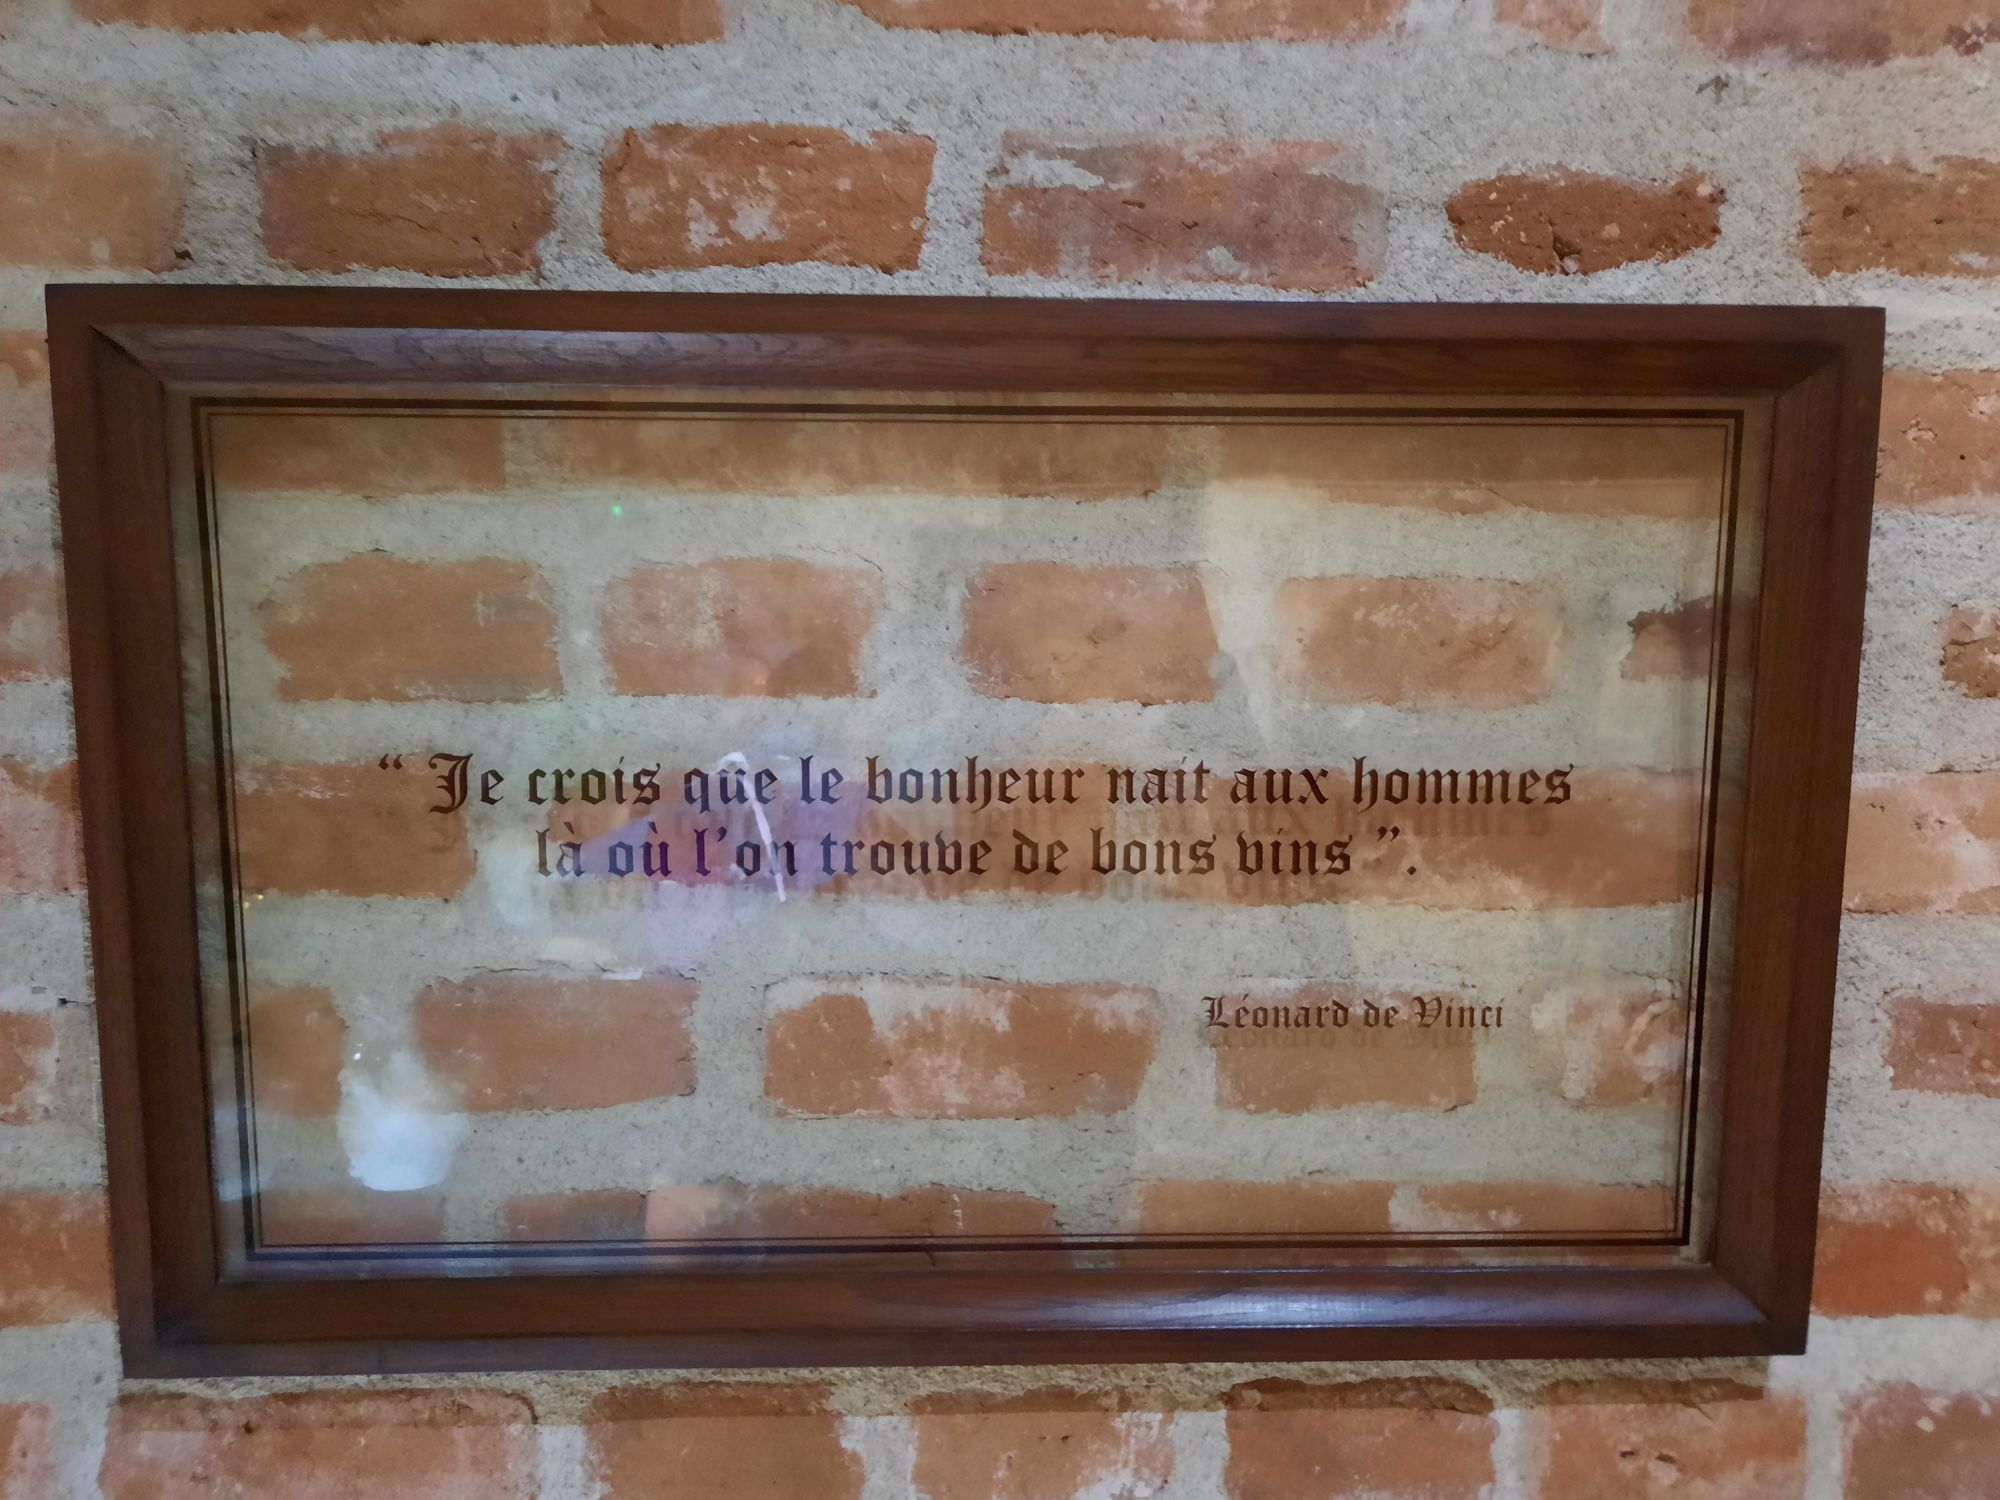 “ Je crois que le bonheur nait aux hommes
là où l’on trouve de bons vins ”.
Léonard de Vinci